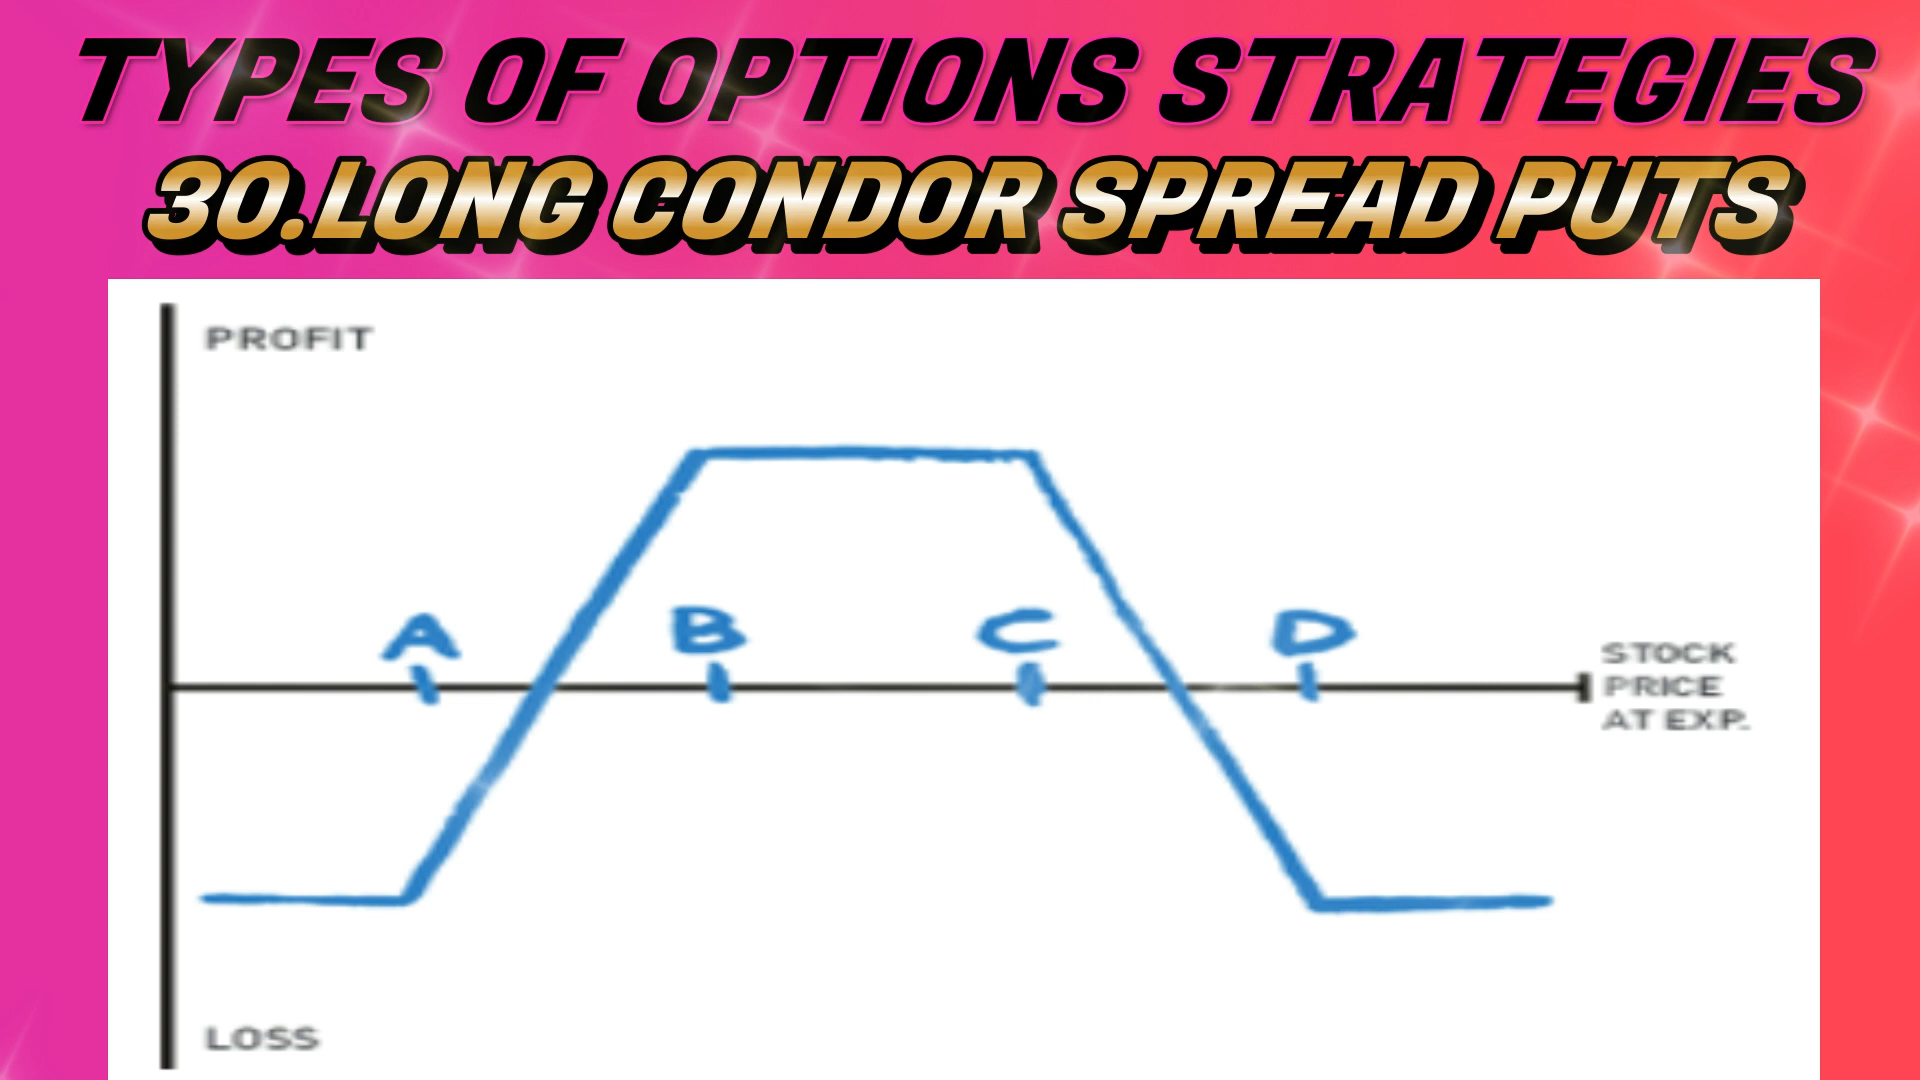 TYPES OF OPTIONS STRATEGIES
30.LONG CONDOR SPREAD PUTS
PROFIT
A B C D
STOCK
PRICE
AT EXP.
LOSS